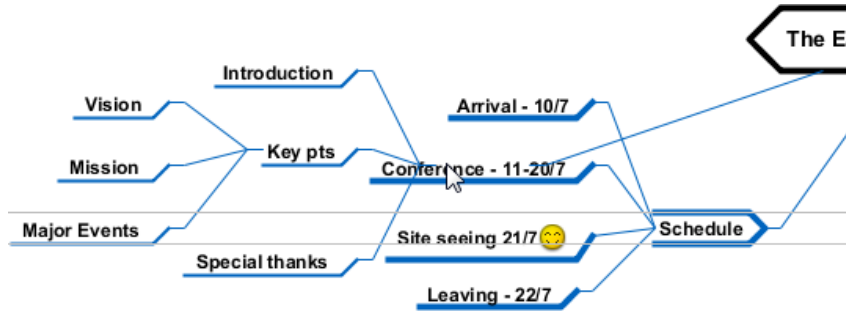 The E
Introduction
Arrival - 10/7
Vision
Key pts
Mission
Conference - 11-20/7
Major Events
Site seeing 21/7
Schedule
Special thanks
Leaving - 22/7